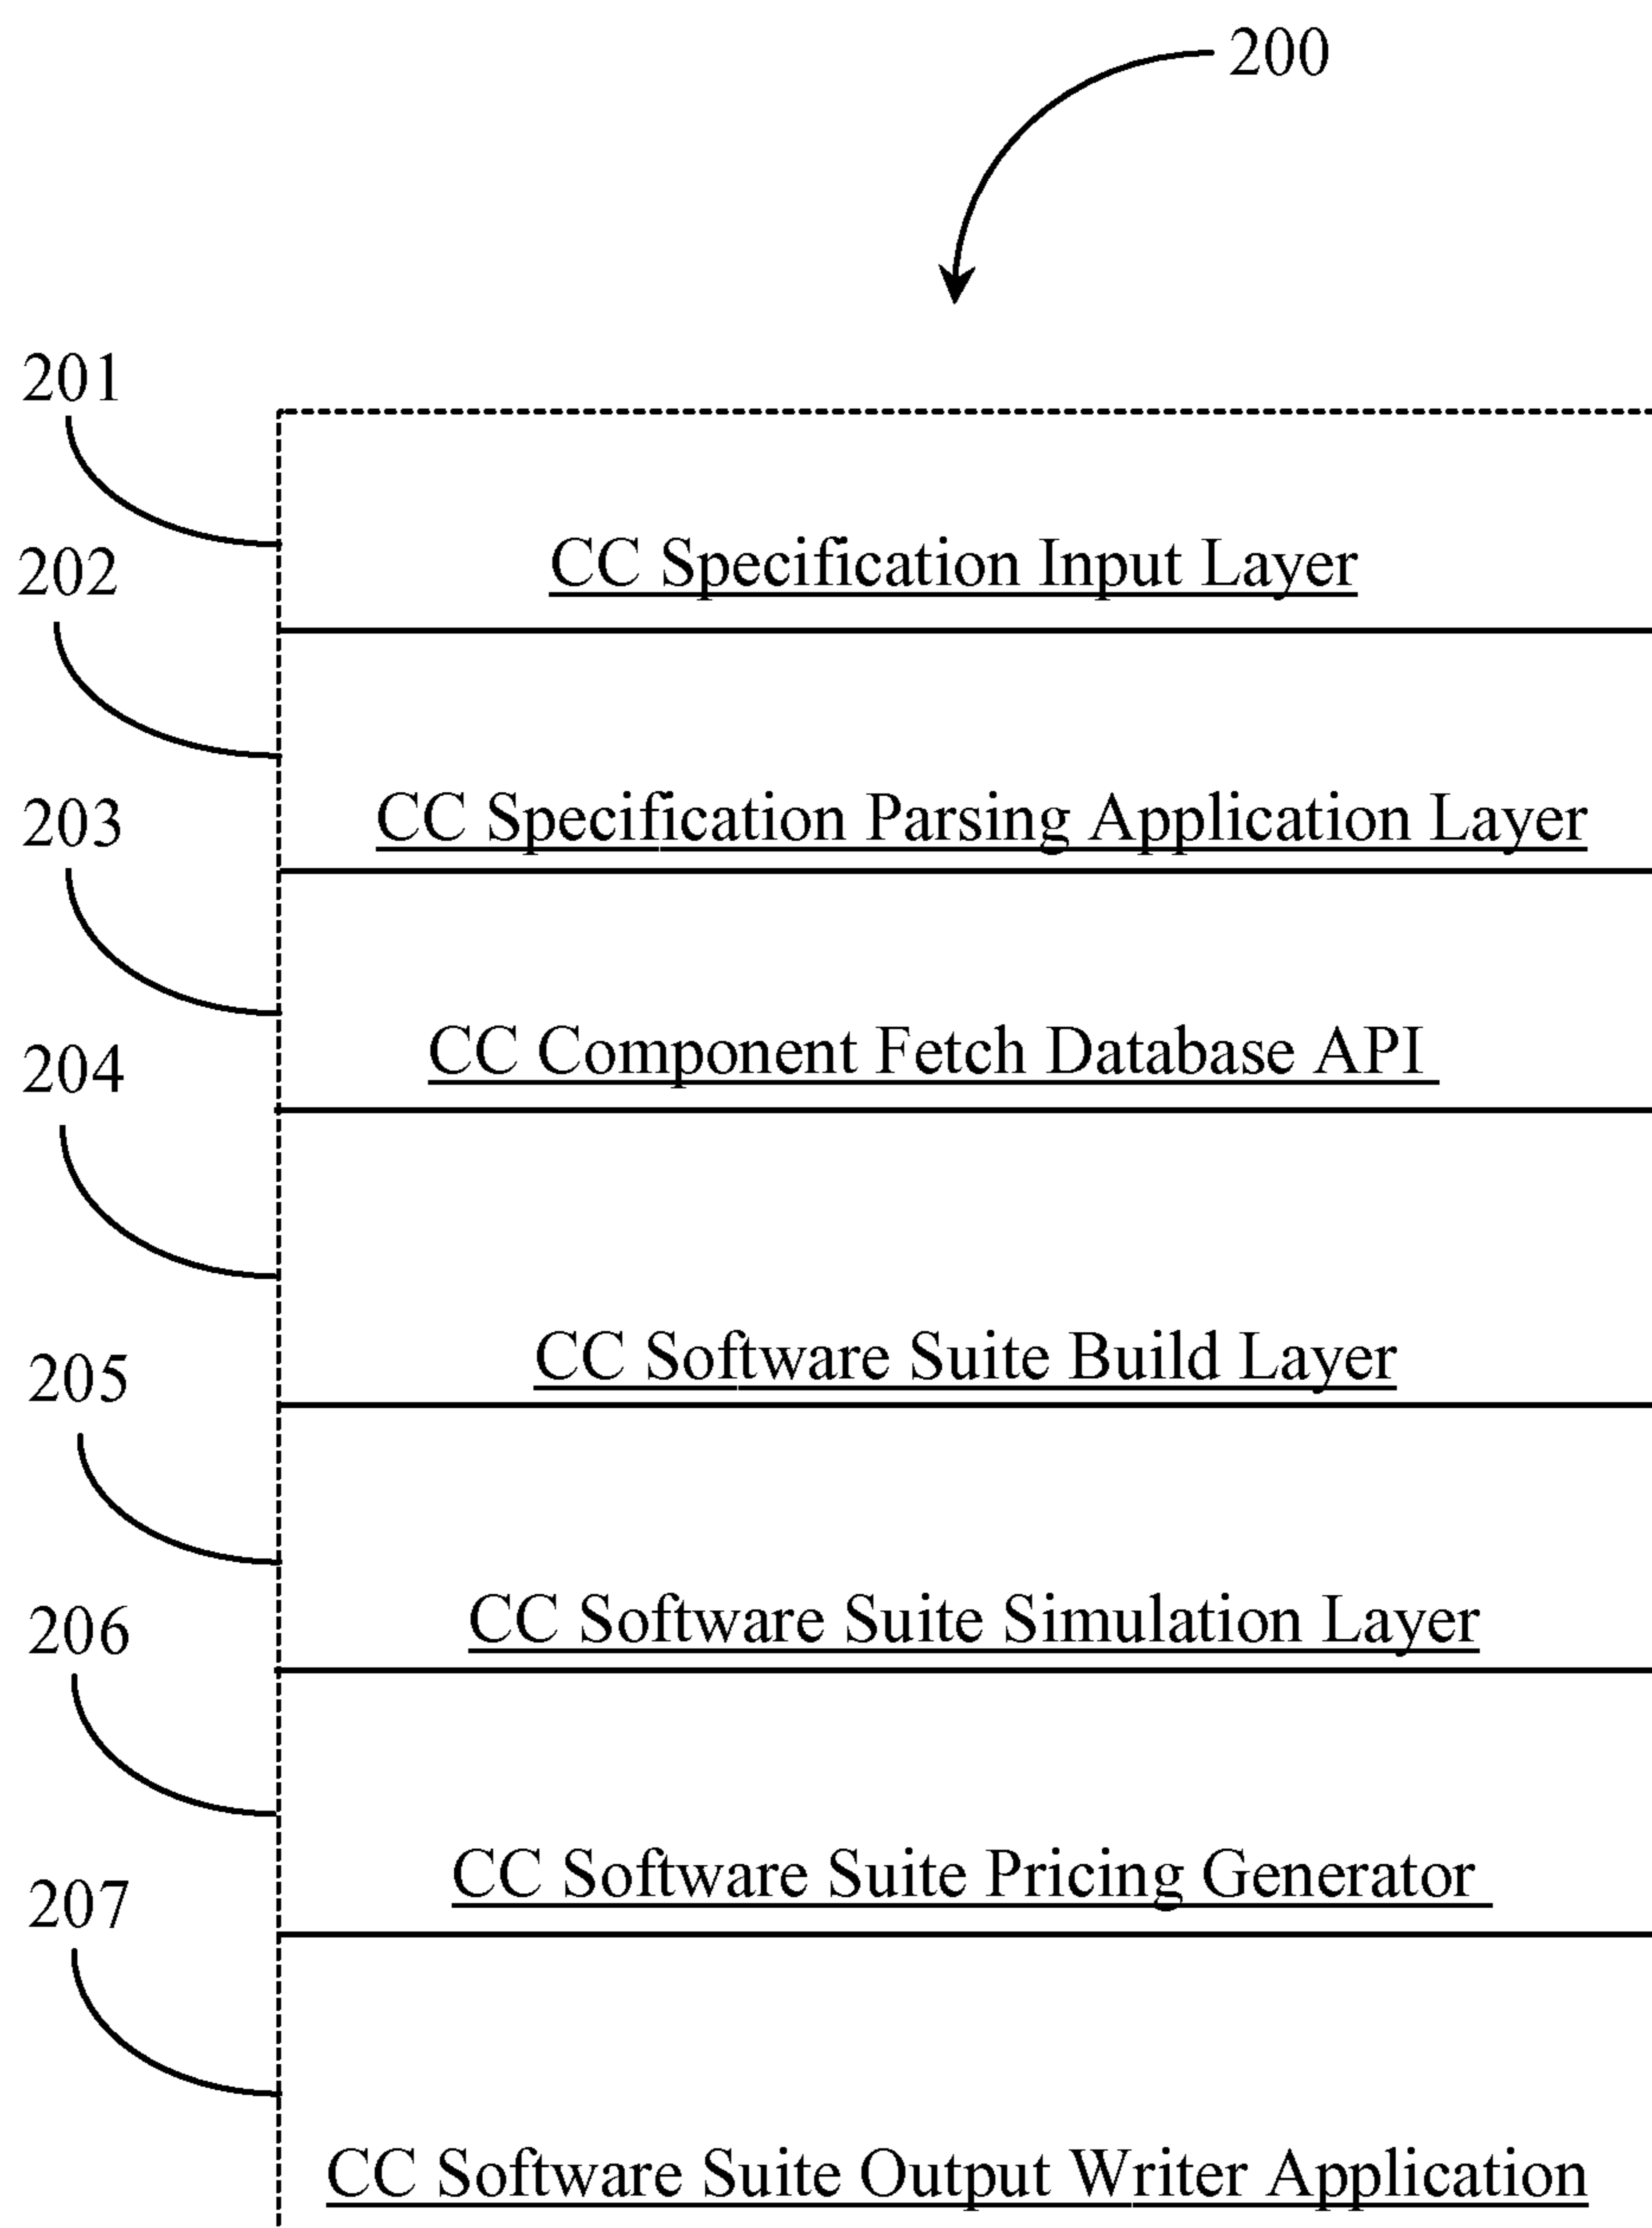 200
201
CC Specification Input Layer
202
CC Specification Parsing Application Layer
203
CC Component Fetch Database API
204
CC Software Suite Build Layer
205
CC Software Suite Simulation Layer
206
CC Software Suite Pricing Generator
207
CC Software Suite Output Writer Application